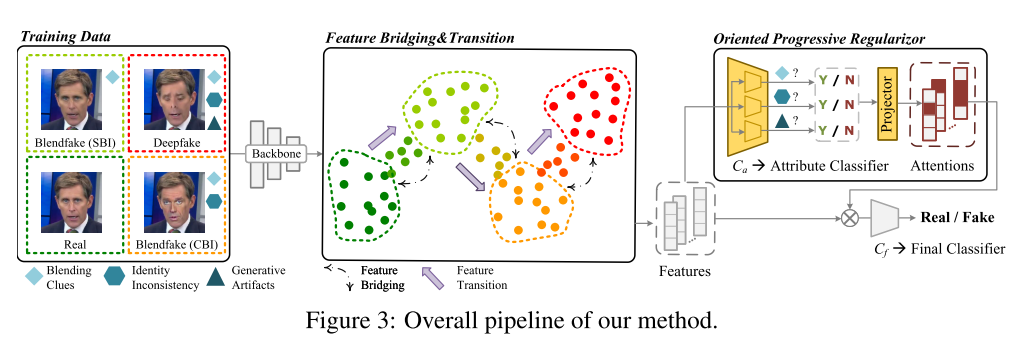 Training Data
Blendfake (SBI)
Deepfake
Real
Blendfake (CBI)
Blending
Clues
Identity
Inconsistency
Generative
Artifacts
Backbone
Feature Bridging&Transition
Feature
Bridging
Feature
Transition
Features
Oriented Progressive Regularizor
?
?
?
Y / N
Y / N
Y / N
Projector
Cₐ → Attribute Classifier
Attentions
Real / Fake
C_f → Final Classifier
Figure 3: Overall pipeline of our method.